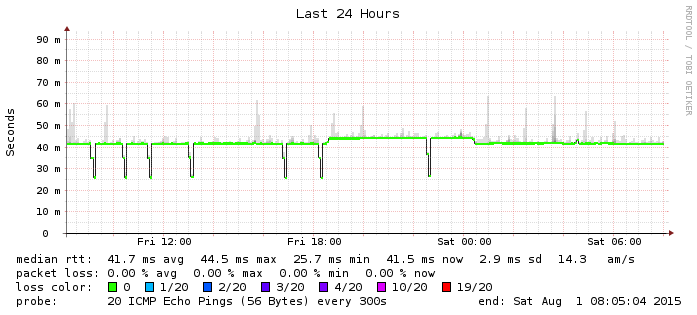 Last 24 Hours
RRDTOOL / TOBI OETIKER
Seconds
90 m
80 m
70 m
60 m
50 m
40 m
30 m
20 m
10 m
0
Fri 12:00 Fri 18:00 Sat 00:00 Sat 06:00
median rtt: 41.7 ms avg 44.5 ms max 25.7 ms min 41.5 ms now 2.9 ms sd 14.3 am/s
packet loss: 0.00 % avg 0.00 % max 0.00 % min 0.00 % now
loss color: 0 1/20 2/20 3/20 4/20 10/20 19/20
probe: 20 ICMP Echo Pings (56 Bytes) every 300s end: Sat Aug 1 08:05:04 2015